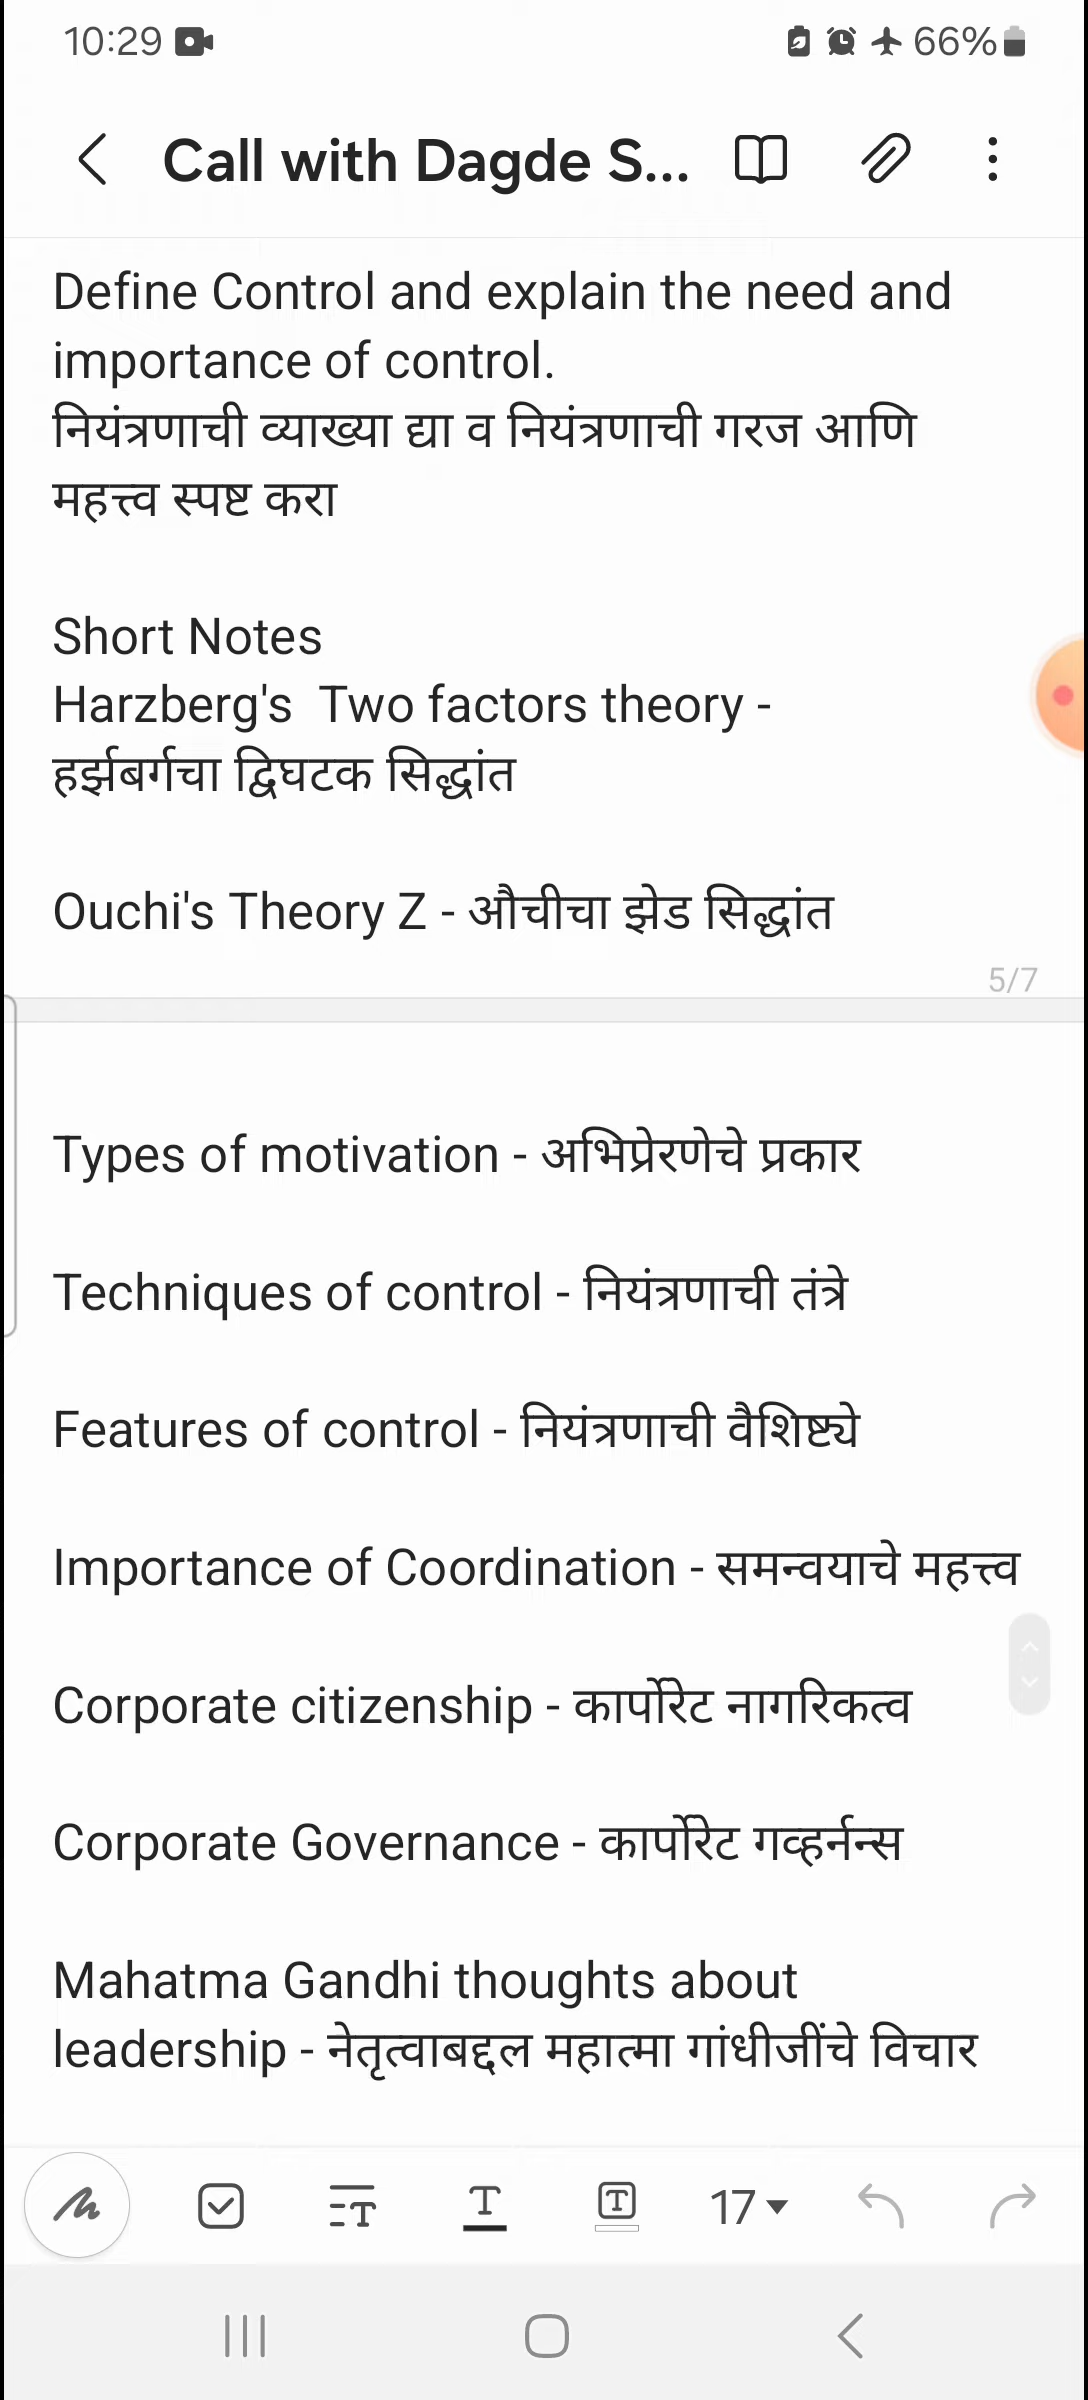 10:29
66%
Call with Dagde S...
Define Control and explain the need and
importance of control.
नियंत्रणाची व्याख्या द्या व नियंत्रणाची गरज आणि
महत्त्व स्पष्ट करा
Short Notes
Harzberg's  Two factors theory -
हर्झबर्गचा द्विघटक सिद्धांत
Ouchi's Theory Z - औचीचा झेड सिद्धांत
5/7
Types of motivation - अभिप्रेरणेचे प्रकार
Techniques of control - नियंत्रणाची तंत्रे
Features of control - नियंत्रणाची वैशिष्ट्ये
Importance of Coordination - समन्वयाचे महत्त्व
Corporate citizenship - कार्पोरेट नागरिकत्व
Corporate Governance - कार्पोरेट गव्हर्नन्स
Mahatma Gandhi thoughts about
leadership - नेतृत्वाबद्दल महात्मा गांधीजींचे विचार
17